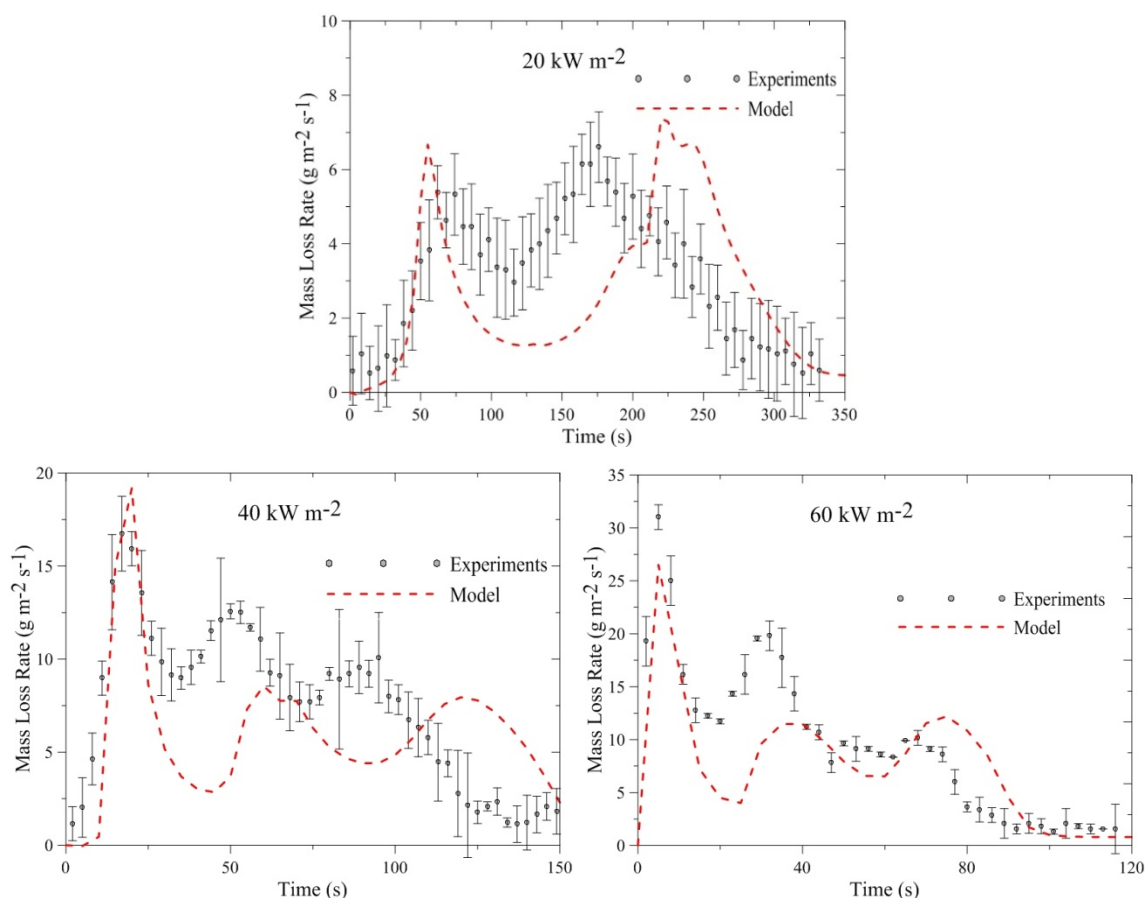 20 kW m-2
Experiments
Model
Mass Loss Rate (g m-2 s-1)
10
8
6
4
2
0
0 50 100 150 200 250 300 350
Time (s)
40 kW m-2
Experiments
Model
Mass Loss Rate (g m-2 s-1)
20
15
10
5
0
0 50 100 150
Time (s)
60 kW m-2
Experiments
Model
Mass Loss Rate (g m-2 s-1)
35
30
25
20
15
10
5
0
0 40 80 120
Time (s)